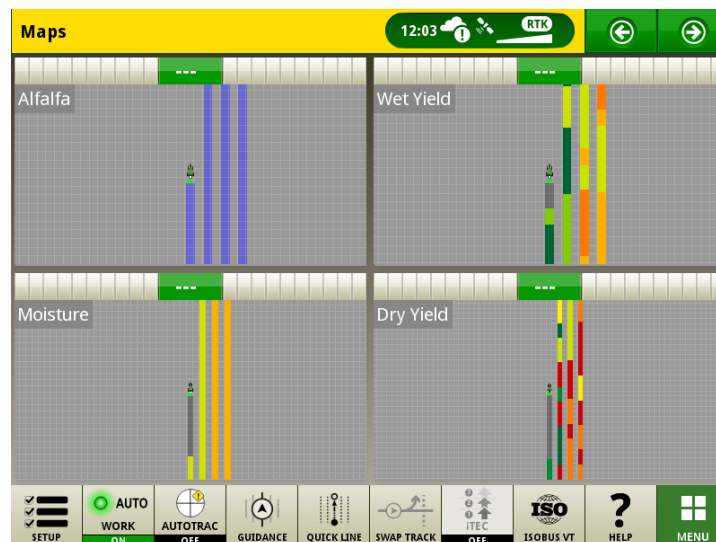 Maps
12:03
RTK
---
---
Alfalfa
Wet Yield
---
---
Moisture
Dry Yield
AUTO
WORK
ON
AUTOTRAC
OFF
SETUP
GUIDANCE
QUICK LINE
SWAP TRACK
iTEC
OFF
ISO
ISOBUS VT
?
HELP
MENU